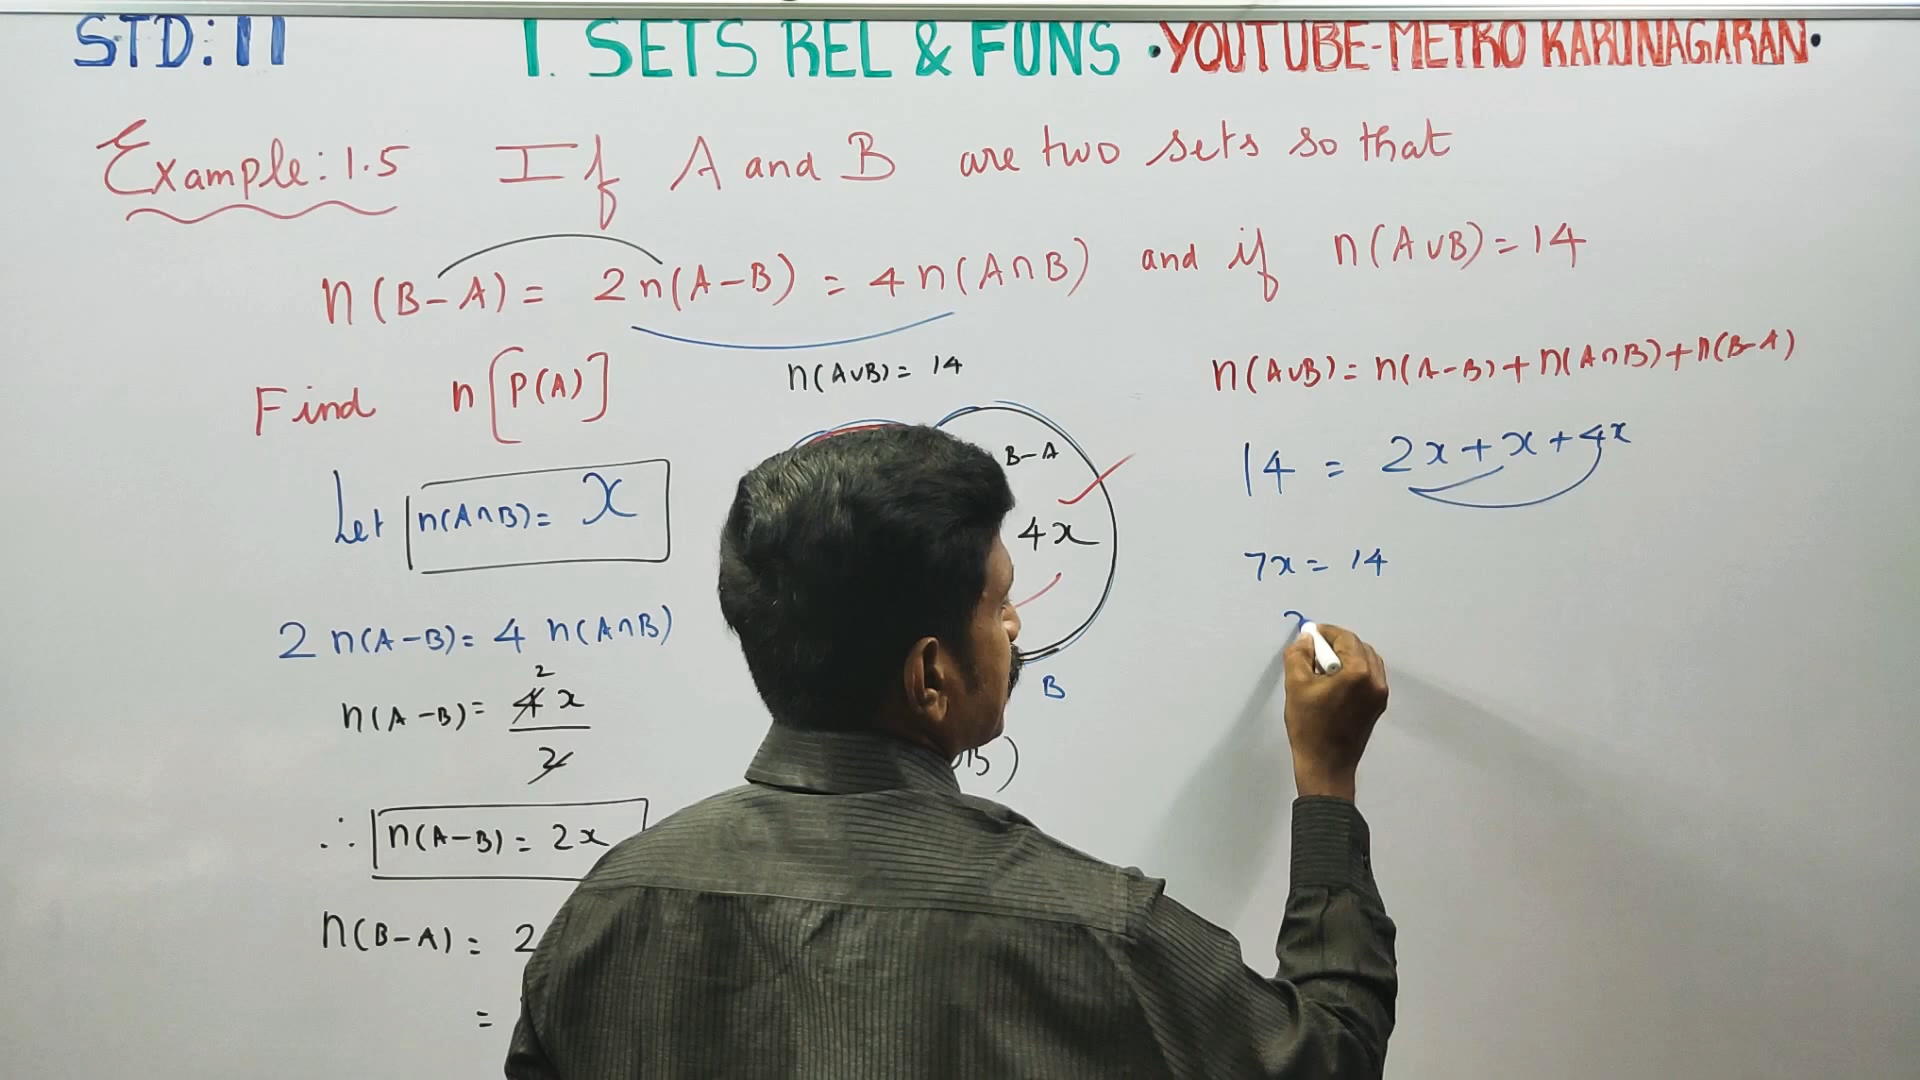 STD: 11 1. SETS REL & FUNS • YOUTUBE-METRO KARUNAGARAN •
Example: 1.5 If A and B are two sets so that
n(B-A) = 2n(A-B) = 4n(A∩B) and if n(A∪B) = 14
Find n[P(A)]
Let n(A∩B) = x
2 n(A-B) = 4 n(A∩B)
n(A-B) = 4x
2
2
∴ n(A-B) = 2x
n(B-A) = 2
=
n(A∪B) = 14
B-A
4x
B
B)
n(A∪B) = n(A-B) + n(A∩B) + n(B-A)
14 = 2x + x + 4x
7x = 14
x